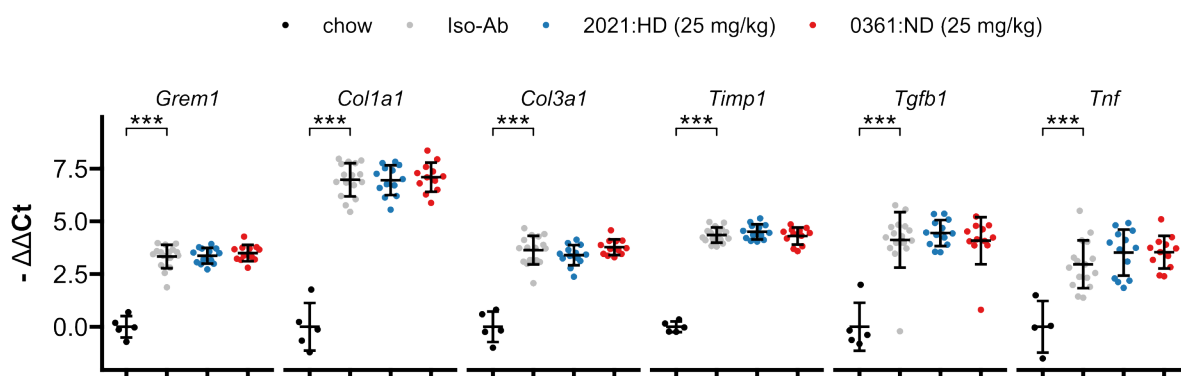 chow Iso-Ab 2021:HD (25 mg/kg) 0361:ND (25 mg/kg)
Grem1 Col1a1 Col3a1 Timp1 Tgfb1 Tnf
*** *** *** *** *** ***
7.5
5.0
2.5
0.0
- ΔΔCt